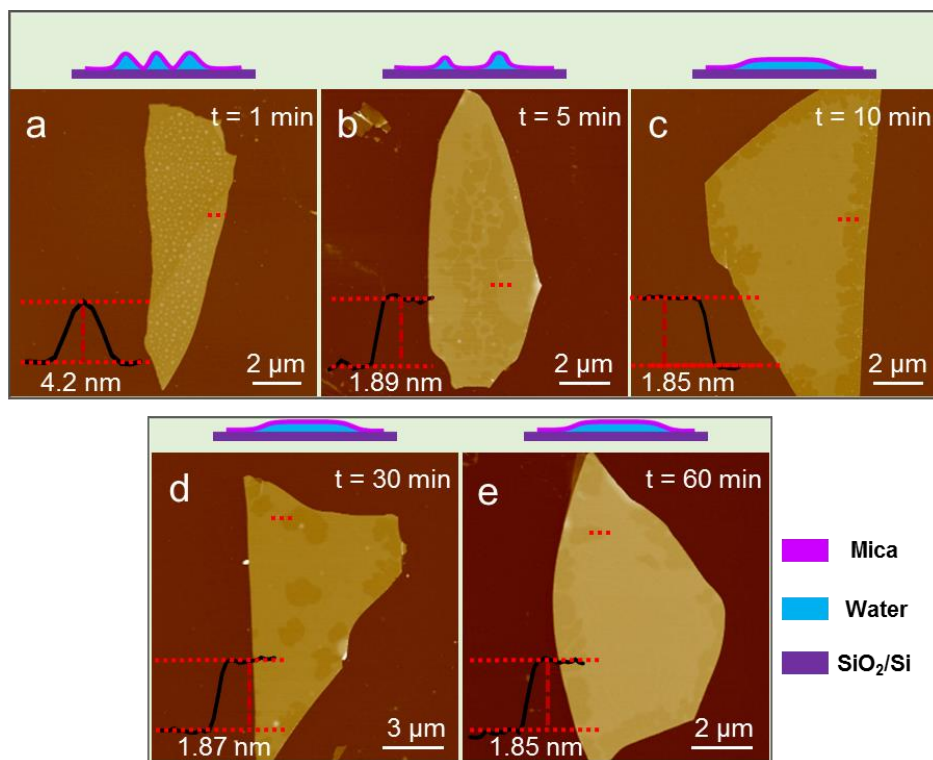 a
t = 1 min
4.2 nm
2 μm
b
t = 5 min
1.89 nm
2 μm
c
t = 10 min
1.85 nm
2 μm
d
t = 30 min
1.87 nm
3 μm
e
t = 60 min
1.85 nm
2 μm
Mica
Water
SiO₂/Si